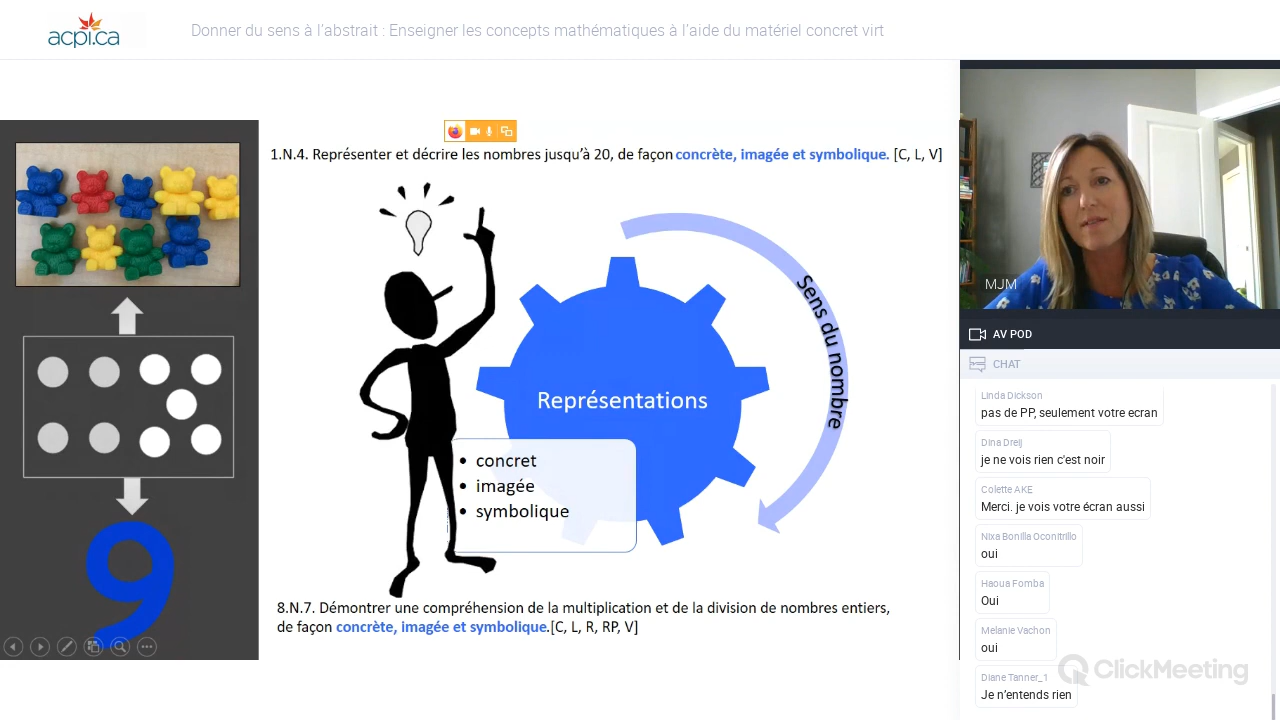 acpi.ca
Donner du sens à l’abstrait : Enseigner les concepts mathématiques à l’aide du matériel concret virt
1.N.4. Représenter et décrire les nombres jusqu’à 20, de façon concrète, imagée et symbolique. [C, L, V]
Sens du nombre
Représentations
• concret
• imagée
• symbolique
9
8.N.7. Démontrer une compréhension de la multiplication et de la division de nombres entiers,
de façon concrète, imagée et symbolique.[C, L, R, RP, V]
MJM
AV POD
CHAT
Linda Dickson
pas de PP, seulement votre ecran
Dina Dreij
je ne vois rien c'est noir
Colette AKE
Merci. je vois votre écran aussi
Nixa Bonilla Oconitrillo
oui
Haoua Fomba
Oui
Melanie Vachon
oui
Diane Tanner_1
Je n’entends rien
ClickMeeting